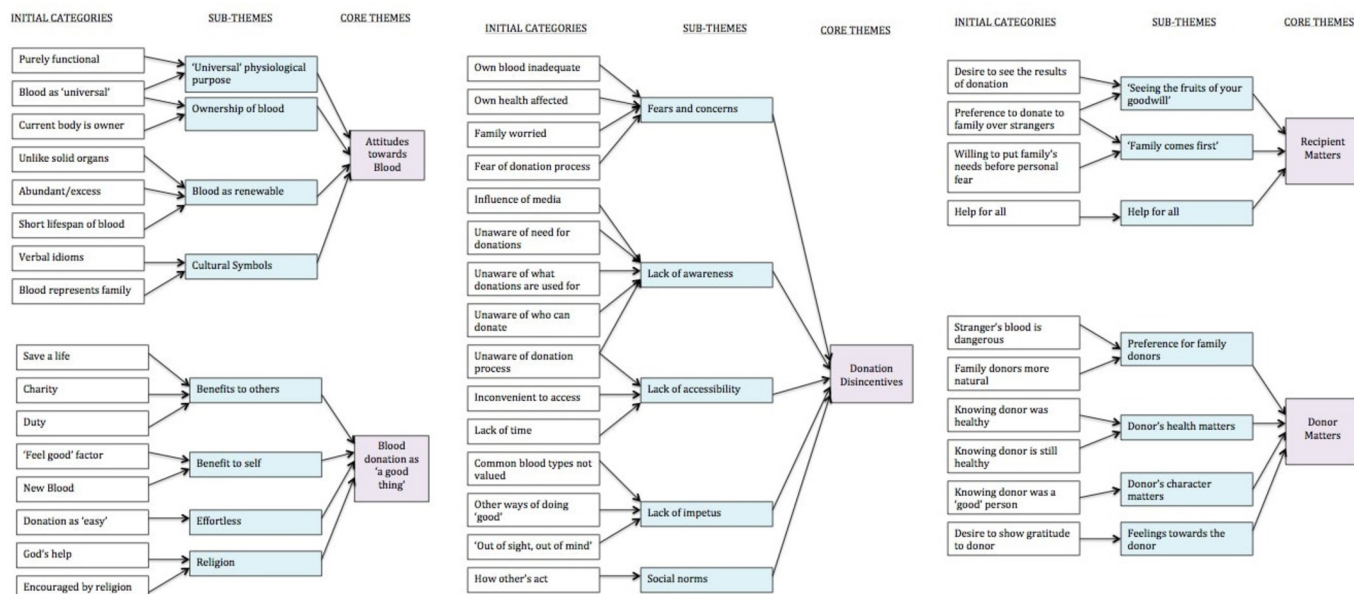 INITIAL CATEGORIES
SUB-THEMES
CORE THEMES
Purely functional
Blood as 'universal'
Current body is owner
Unlike solid organs
Abundant/excess
Short lifespan of blood
Verbal idioms
Blood represents family
'Universal' physiological
purpose
Ownership of blood
Blood as renewable
Cultural Symbols
Attitudes
towards
Blood
Save a life
Charity
Duty
'Feel good' factor
New Blood
Donation as 'easy'
God's help
Encouraged by religion
Benefits to others
Benefit to self
Effortless
Religion
Blood
donation as
'a good
thing'
INITIAL CATEGORIES
SUB-THEMES
CORE THEMES
Own blood inadequate
Own health affected
Family worried
Fear of donation process
Influence of media
Unaware of need for
donations
Unaware of what
donations are used for
Unaware of who can
donate
Unaware of donation
process
Inconvenient to access
Lack of time
Common blood types not
valued
Other ways of doing
'good'
'Out of sight, out of mind'
How other's act
Fears and concerns
Lack of awareness
Lack of accessibility
Lack of impetus
Social norms
Donation
Disincentives
INITIAL CATEGORIES
SUB-THEMES
CORE THEMES
Desire to see the results
of donation
Preference to donate to
family over strangers
Willing to put family's
needs before personal
fear
Help for all
'Seeing the fruits of your
goodwill'
'Family comes first'
Help for all
Recipient
Matters
Stranger's blood is
dangerous
Family donors more
natural
Knowing donor was
healthy
Knowing donor is still
healthy
Knowing donor was a
'good' person
Desire to show gratitude
to donor
Preference for family
donors
Donor's health matters
Donor's character
matters
Feelings towards the
donor
Donor
Matters